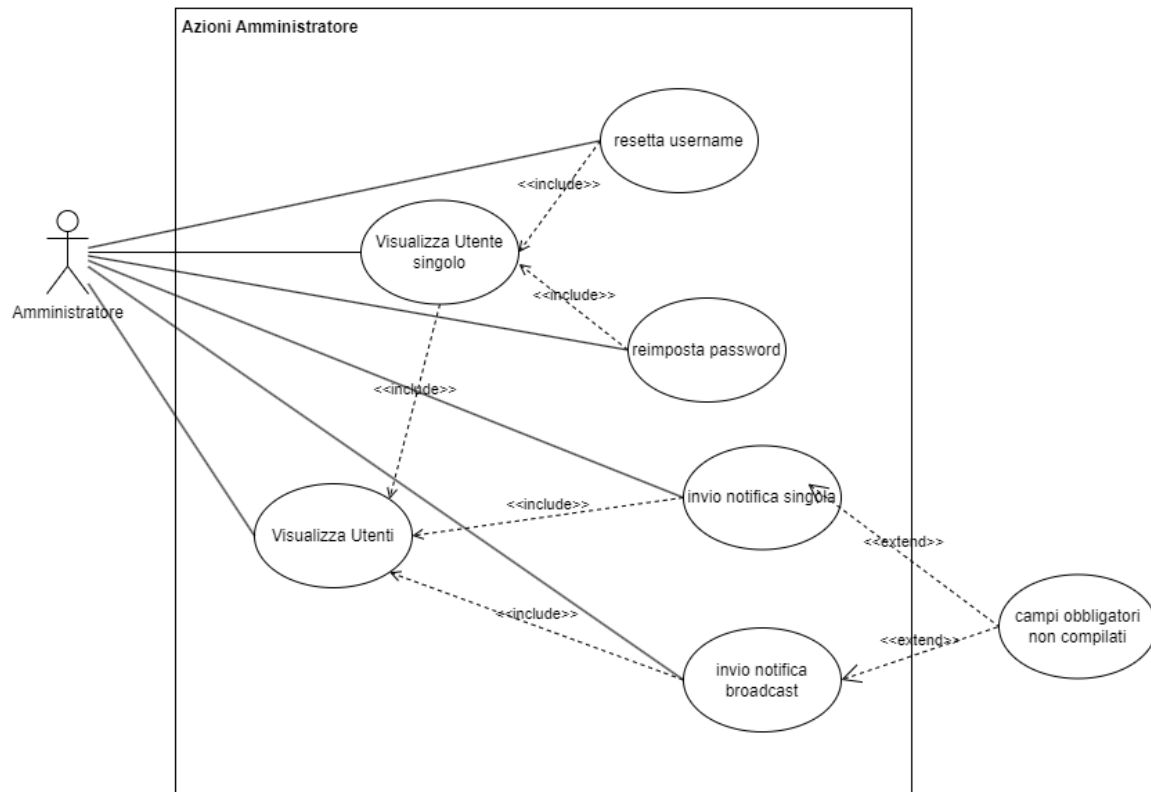 Azioni Amministratore
resetta username
<<include>>
Visualizza Utente
singolo
<<include>>
Amministratore
reimposta password
<<include>>
invio notifica singola
<<include>>
Visualizza Utenti
<<extend>>
<<include>>
<<extend>>
campi obbligatori
non compilati
invio notifica
broadcast